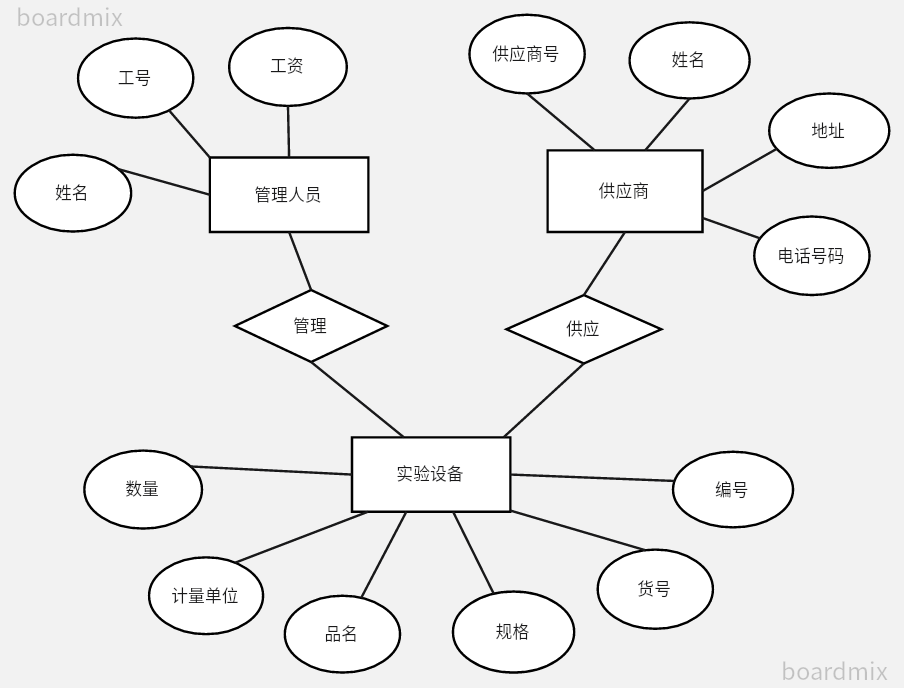 boardmix
工号
工资
供应商号
姓名
地址
姓名
管理人员
供应商
电话号码
管理
供应
实验设备
数量
编号
计量单位
品名
规格
货号
boardmix